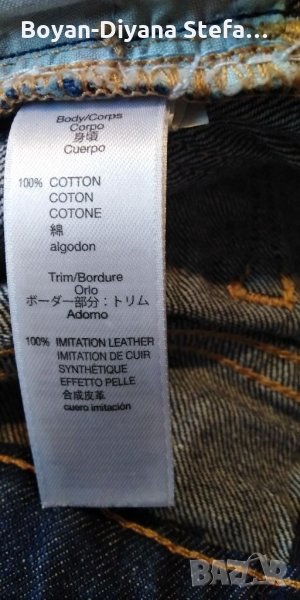 Boyan-Diyana Stefa...
Body/Corps
Corpo
身頃
Cuerpo
100% COTTON
COTON
COTONE
綿
algodon
Trim/Bordure
Orlo
ボーダー部分：トリム
Adorno
100% IMITATION LEATHER
IMITATION DE CUIR
SYNTHÉTIQUE
EFFETTO PELLE
合成皮革
cuero imitación
BAZAR